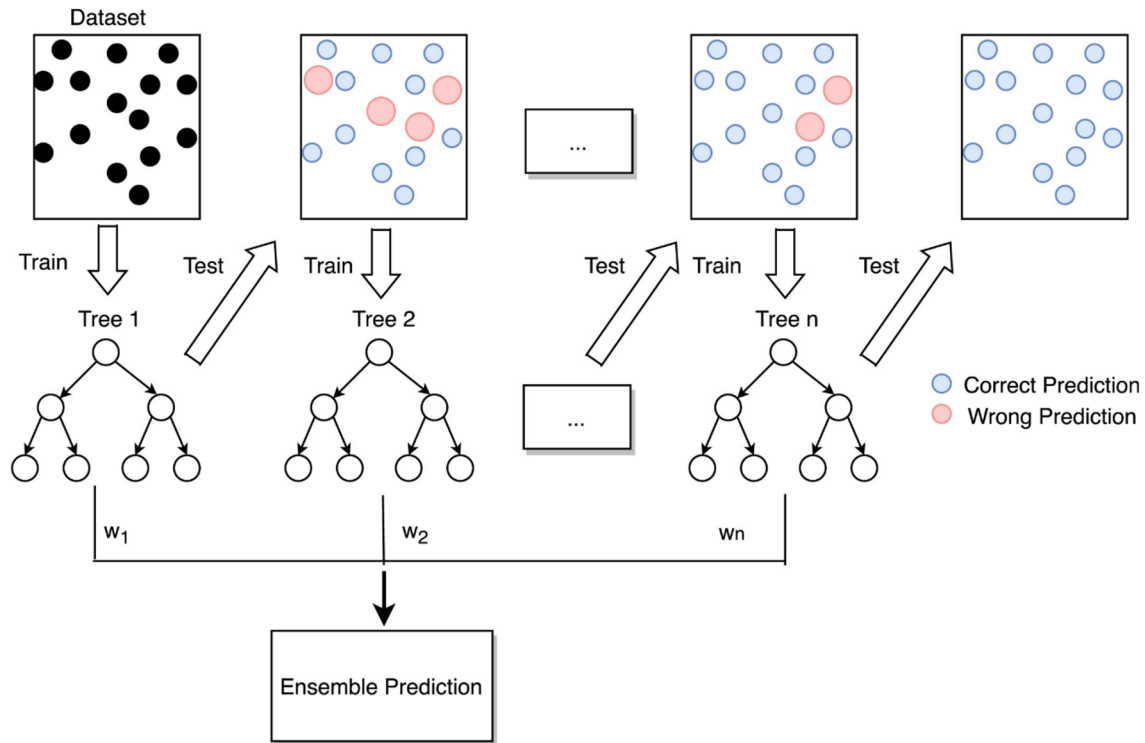 Dataset
...
Train
Test
Train
Test
Train
Test
Tree 1
Tree 2
Tree n
...
Correct Prediction
Wrong Prediction
w1
w2
wn
Ensemble Prediction